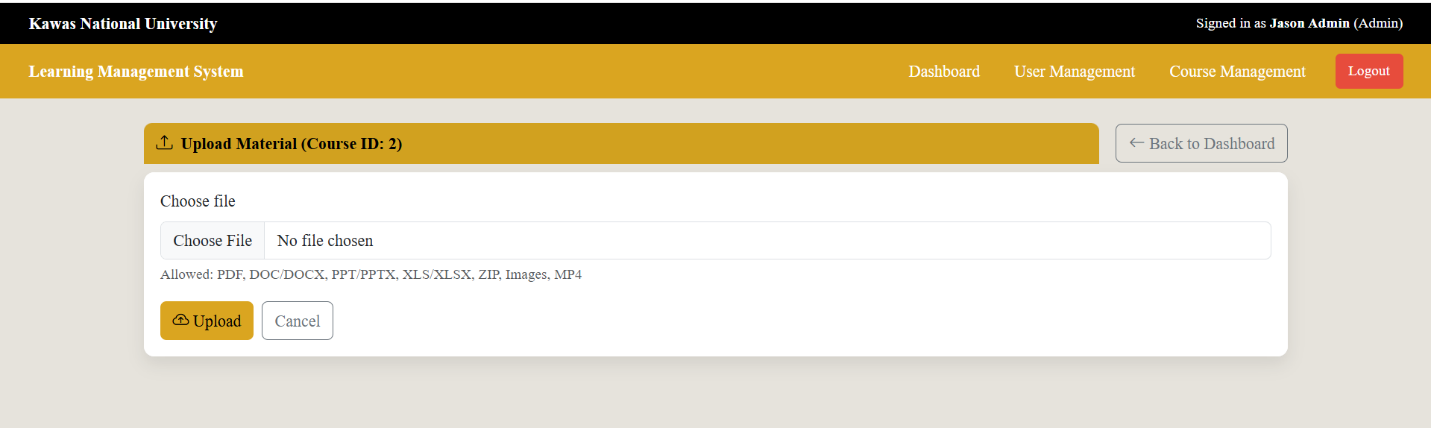 Kawas National University
Signed in as Jason Admin (Admin)
Learning Management System
Dashboard
User Management
Course Management
Logout
Upload Material (Course ID: 2)
Back to Dashboard
Choose file
Choose File
No file chosen
Allowed: PDF, DOC/DOCX, PPT/PPTX, XLS/XLSX, ZIP, Images, MP4
Upload
Cancel